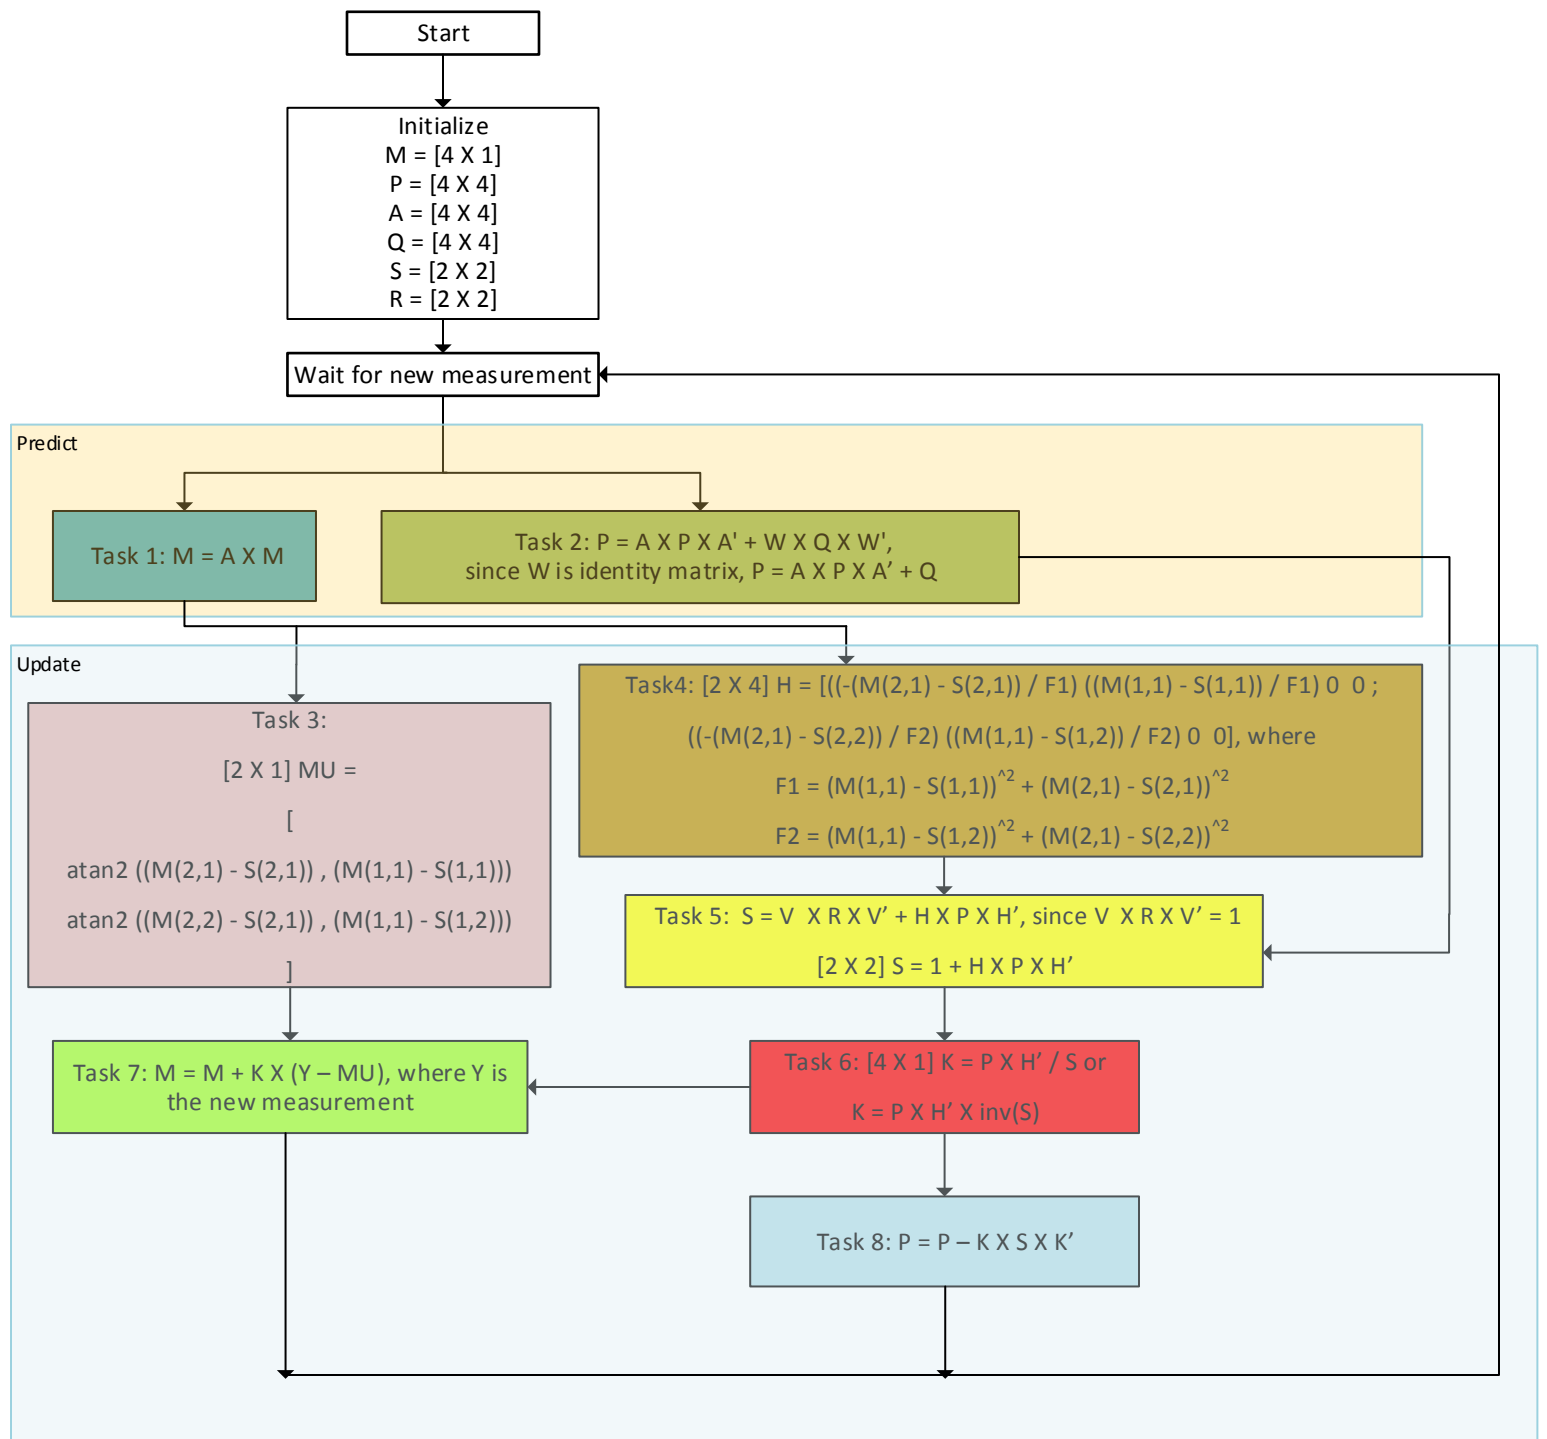 Start
Initialize
M = [4 X 1]
P = [4 X 4]
A = [4 X 4]
Q = [4 X 4]
S = [2 X 2]
R = [2 X 2]
Wait for new measurement
Predict
Task 1: M = A X M
Task 2: P = A X P X A' + W X Q X W',
since W is identity matrix, P = A X P X A’ + Q
Update
Task 3:
[2 X 1] MU =
[
atan2 ((M(2,1) - S(2,1)) , (M(1,1) - S(1,1)))
atan2 ((M(2,2) - S(2,1)) , (M(1,1) - S(1,2)))
]
Task4: [2 X 4] H = [((-(M(2,1) - S(2,1)) / F1) ((M(1,1) - S(1,1)) / F1) 0 0 ;
((-(M(2,1) - S(2,2)) / F2) ((M(1,1) - S(1,2)) / F2) 0 0], where
F1 = (M(1,1) - S(1,1))^2 + (M(2,1) - S(2,1))^2
F2 = (M(1,1) - S(1,2))^2 + (M(2,1) - S(2,2))^2
Task 5: S = V X R X V’ + H X P X H’, since V X R X V’ = 1
[2 X 2] S = 1 + H X P X H’
Task 6: [4 X 1] K = P X H’ / S or
K = P X H’ X inv(S)
Task 7: M = M + K X (Y – MU), where Y is
the new measurement
Task 8: P = P – K X S X K’